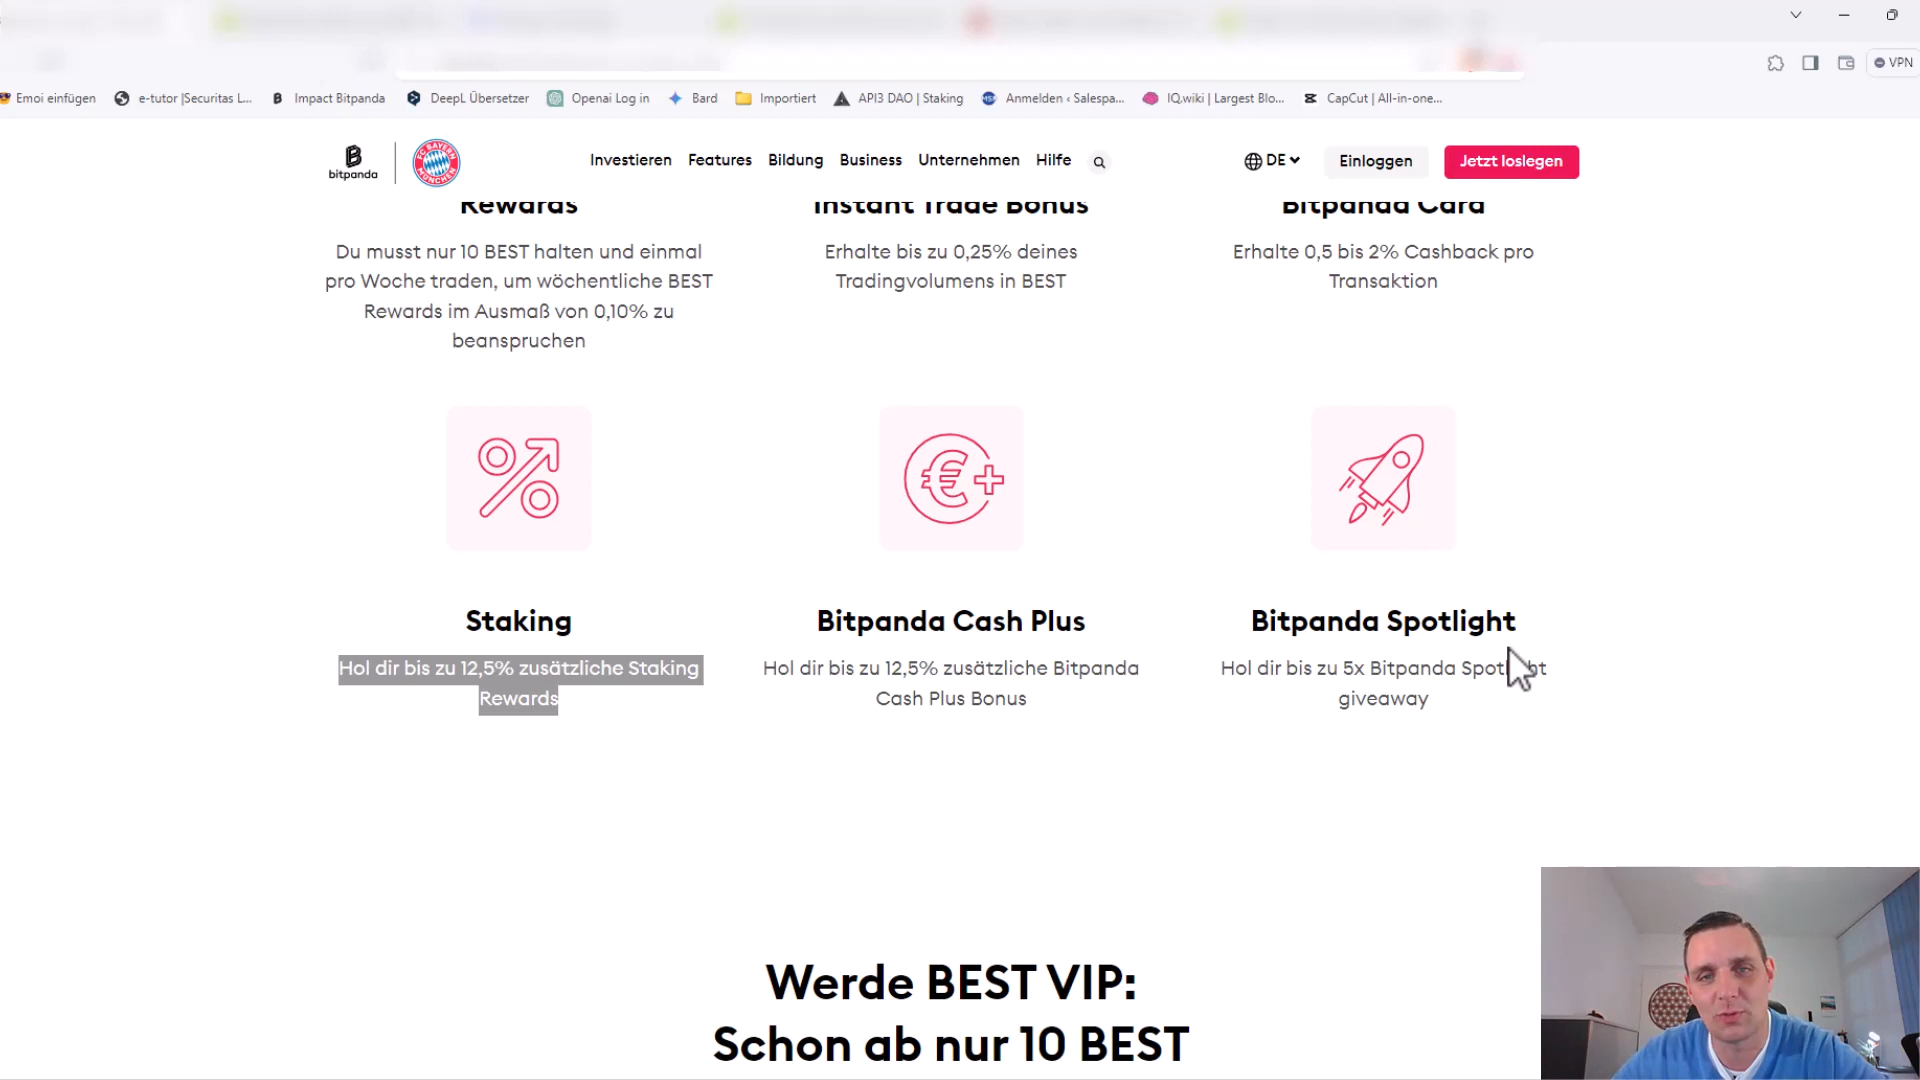 VPN
Emoi einfügen
e-tutor |Securitas L...
Impact Bitpanda
DeepL Übersetzer
Openai Log in
Bard
Importiert
API3 DAO | Staking
Anmeldung ‹ Salespa...
IQ.wiki | Largest Blo...
CapCut | All-in-one...
bitpanda
FC BAYERN MÜNCHEN
Investieren
Features
Bildung
Business
Unternehmen
Hilfe
DE
Einloggen
Jetzt loslegen
Rewards
Instant Trade Bonus
Bitpanda Card
Du musst nur 10 BEST halten und einmal
pro Woche traden, um wöchentliche BEST
Rewards im Ausmaß von 0,10% zu
beanspruchen
Erhalte bis zu 0,25% deines
Tradingvolumens in BEST
Erhalte 0,5 bis 2% Cashback pro
Transaktion
Staking
Hol dir bis zu 12,5% zusätzliche Staking
Rewards
Bitpanda Cash Plus
Hol dir bis zu 12,5% zusätzliche Bitpanda
Cash Plus Bonus
Bitpanda Spotlight
Hol dir bis zu 5x Bitpanda Spotlight
giveaway
Werde BEST VIP:
Schon ab nur 10 BEST